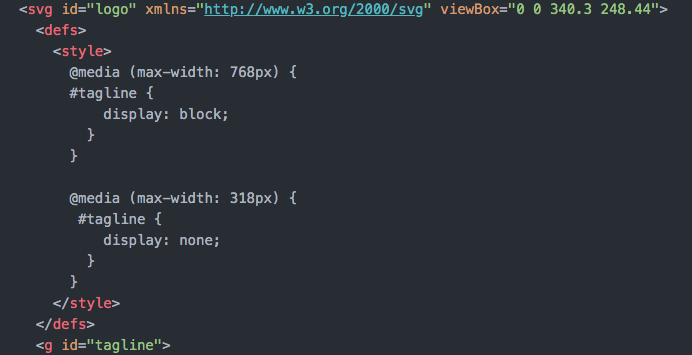 <svg id="logo" xmlns="http://www.w3.org/2000/svg" viewBox="0 0 340.3 248.44">
<defs>
<style>
@media (max-width: 768px) {
#tagline {
display: block;
}
}
@media (max-width: 318px) {
#tagline {
display: none;
}
}
</style>
</defs>
<g id="tagline">